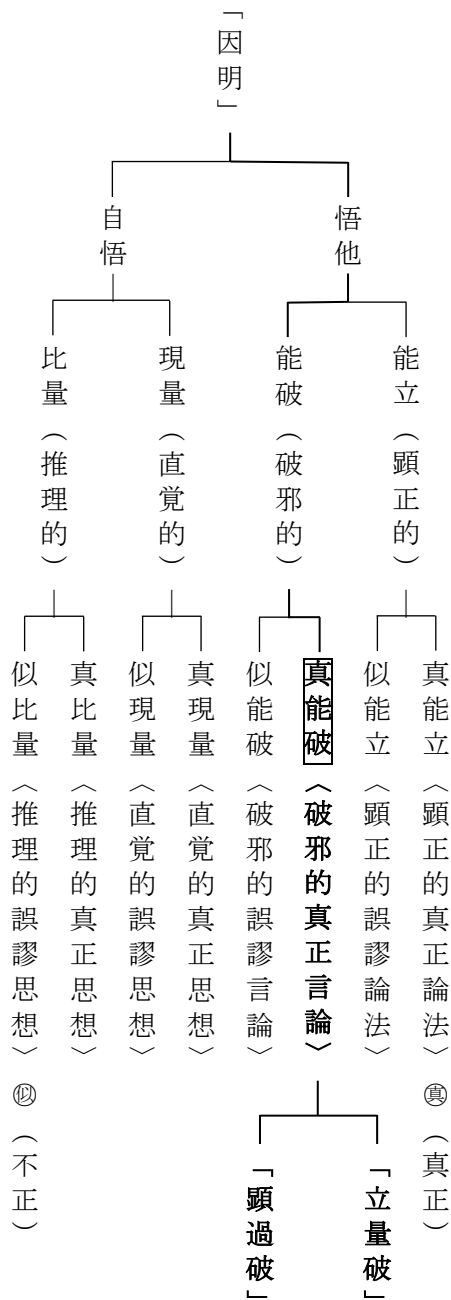 「因明」
悟他
自悟
能立（顕正的）
能破（破邪的）
現量（直覚的）
比量（推理的）
真能立〈顕正的真正論法〉㊢（真正）
似能立〈顕正的誤謬論法〉
真能破〈破邪的真正言論〉
似能破〈破邪的誤謬言論〉
真現量〈直覚的真正思想〉
似現量〈直覚的誤謬思想〉
真比量〈推理的真正思想〉
似比量〈推理的誤謬思想〉（不正）
「立量破」
「顕過破」